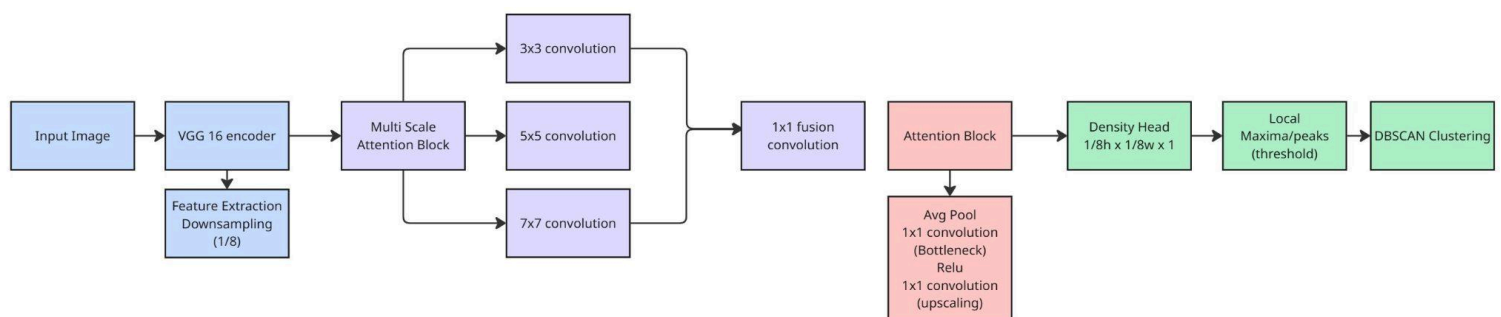 Input Image
VGG 16 encoder
Feature Extraction
Downsampling
(1/8)
Multi Scale
Attention Block
3x3 convolution
5x5 convolution
7x7 convolution
1x1 fusion
convolution
Attention Block
Avg Pool
1x1 convolution
(Bottleneck)
Relu
1x1 convolution
(upscaling)
Density Head
1/8h x 1/8w x 1
Local
Maxima/peaks
(threshold)
DBSCAN Clustering